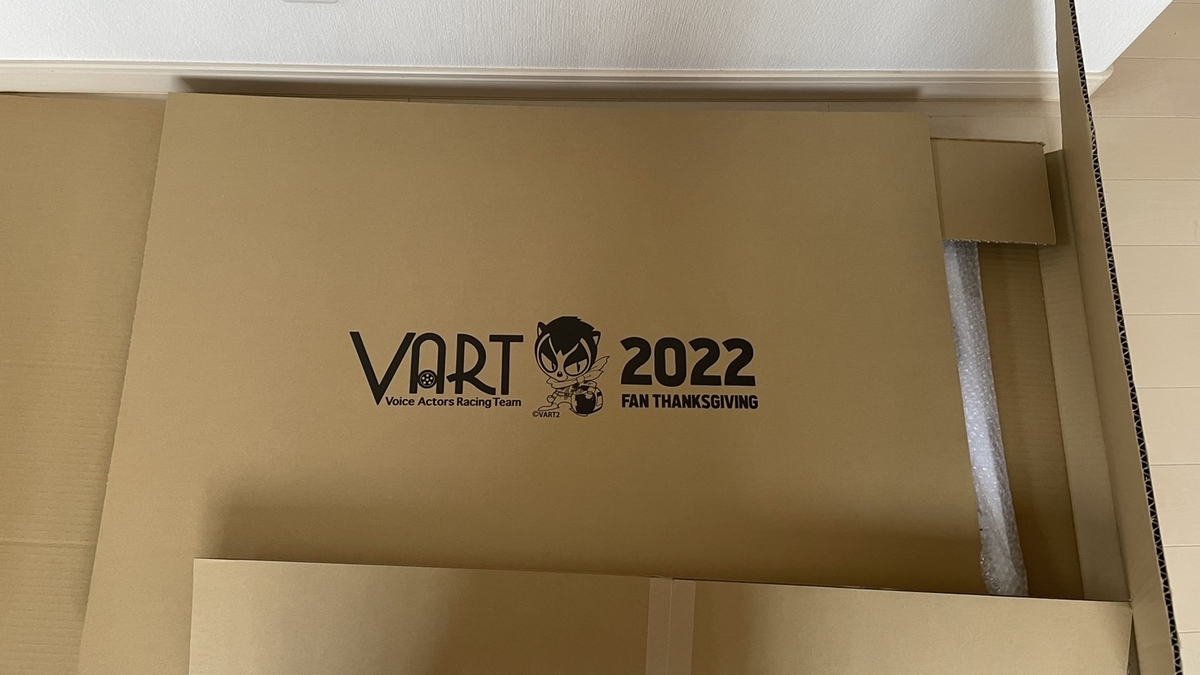 VART
Voice Actors Racing Team
©VART2
2022
FAN THANKSGIVING